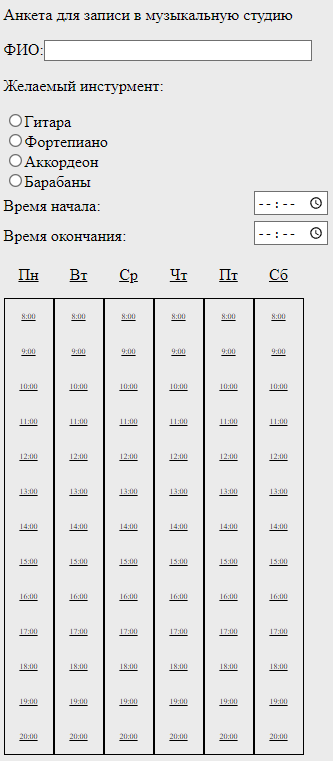 Анкета для записи в музыкальную студию
ФИО:
Желаемый инстурмент:
Гитара
Фортепиано
Аккордеон
Барабаны
Время начала: --:--
Время окончания: --:--
Пн Вт Ср Чт Пт Сб
8:00 8:00 8:00 8:00 8:00 8:00
9:00 9:00 9:00 9:00 9:00 9:00
10:00 10:00 10:00 10:00 10:00 10:00
11:00 11:00 11:00 11:00 11:00 11:00
12:00 12:00 12:00 12:00 12:00 12:00
13:00 13:00 13:00 13:00 13:00 13:00
14:00 14:00 14:00 14:00 14:00 14:00
15:00 15:00 15:00 15:00 15:00 15:00
16:00 16:00 16:00 16:00 16:00 16:00
17:00 17:00 17:00 17:00 17:00 17:00
18:00 18:00 18:00 18:00 18:00 18:00
19:00 19:00 19:00 19:00 19:00 19:00
20:00 20:00 20:00 20:00 20:00 20:00